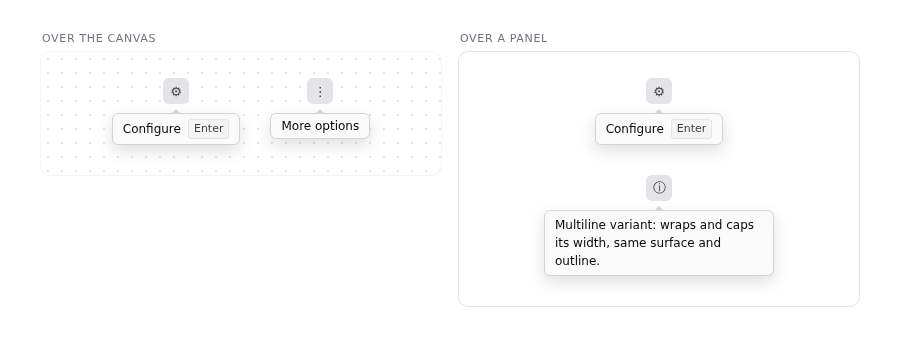 OVER THE CANVAS
Configure Enter
More options
OVER A PANEL
Configure Enter
Multiline variant: wraps and caps
its width, same surface and
outline.